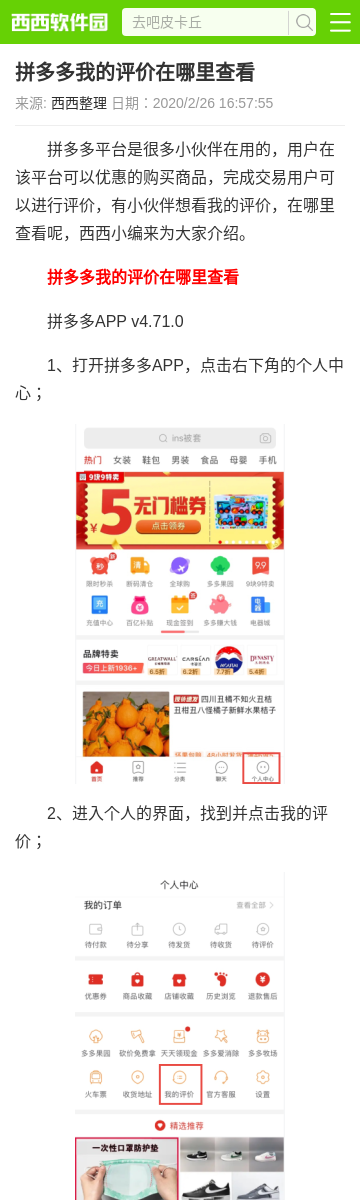 西西软件园
去吧皮卡丘
拼多多我的评价在哪里查看
来源: 西西整理 日期：2020/2/26 16:57:55
拼多多平台是很多小伙伴在用的，用户在
该平台可以优惠的购买商品，完成交易用户可
以进行评价，有小伙伴想看我的评价，在哪里
查看呢，西西小编来为大家介绍。
拼多多我的评价在哪里查看
拼多多APP v4.71.0
1、打开拼多多APP，点击右下角的个人中
心；
ins被套
热门 女装 鞋包 男装 食品 母婴 手机
9块9特卖
¥5无门槛券
点击领券
限时秒杀 断码清仓 全球购 多多果园 9块9特卖
充值中心 百亿补贴 现金签到 多多赚大钱 电器城
品牌特卖
今日上新1936+
6.5折 6.2折 7.7折 5.4折
四川丑橘不知火丑桔
丑柑丑八怪橘子新鲜水果桔子
首页 推荐 分类 聊天 个人中心
2、进入个人的界面，找到并点击我的评
价；
个人中心
我的订单 查看全部
待付款 待分享 待发货 待收货 待评价
优惠券 商品收藏 店铺收藏 历史浏览 退款售后
多多果园 砍价免费拿 天天领现金 多多爱消除 多多牧场
火车票 收货地址 我的评价 官方客服 设置
精选推荐
一次性口罩防护垫